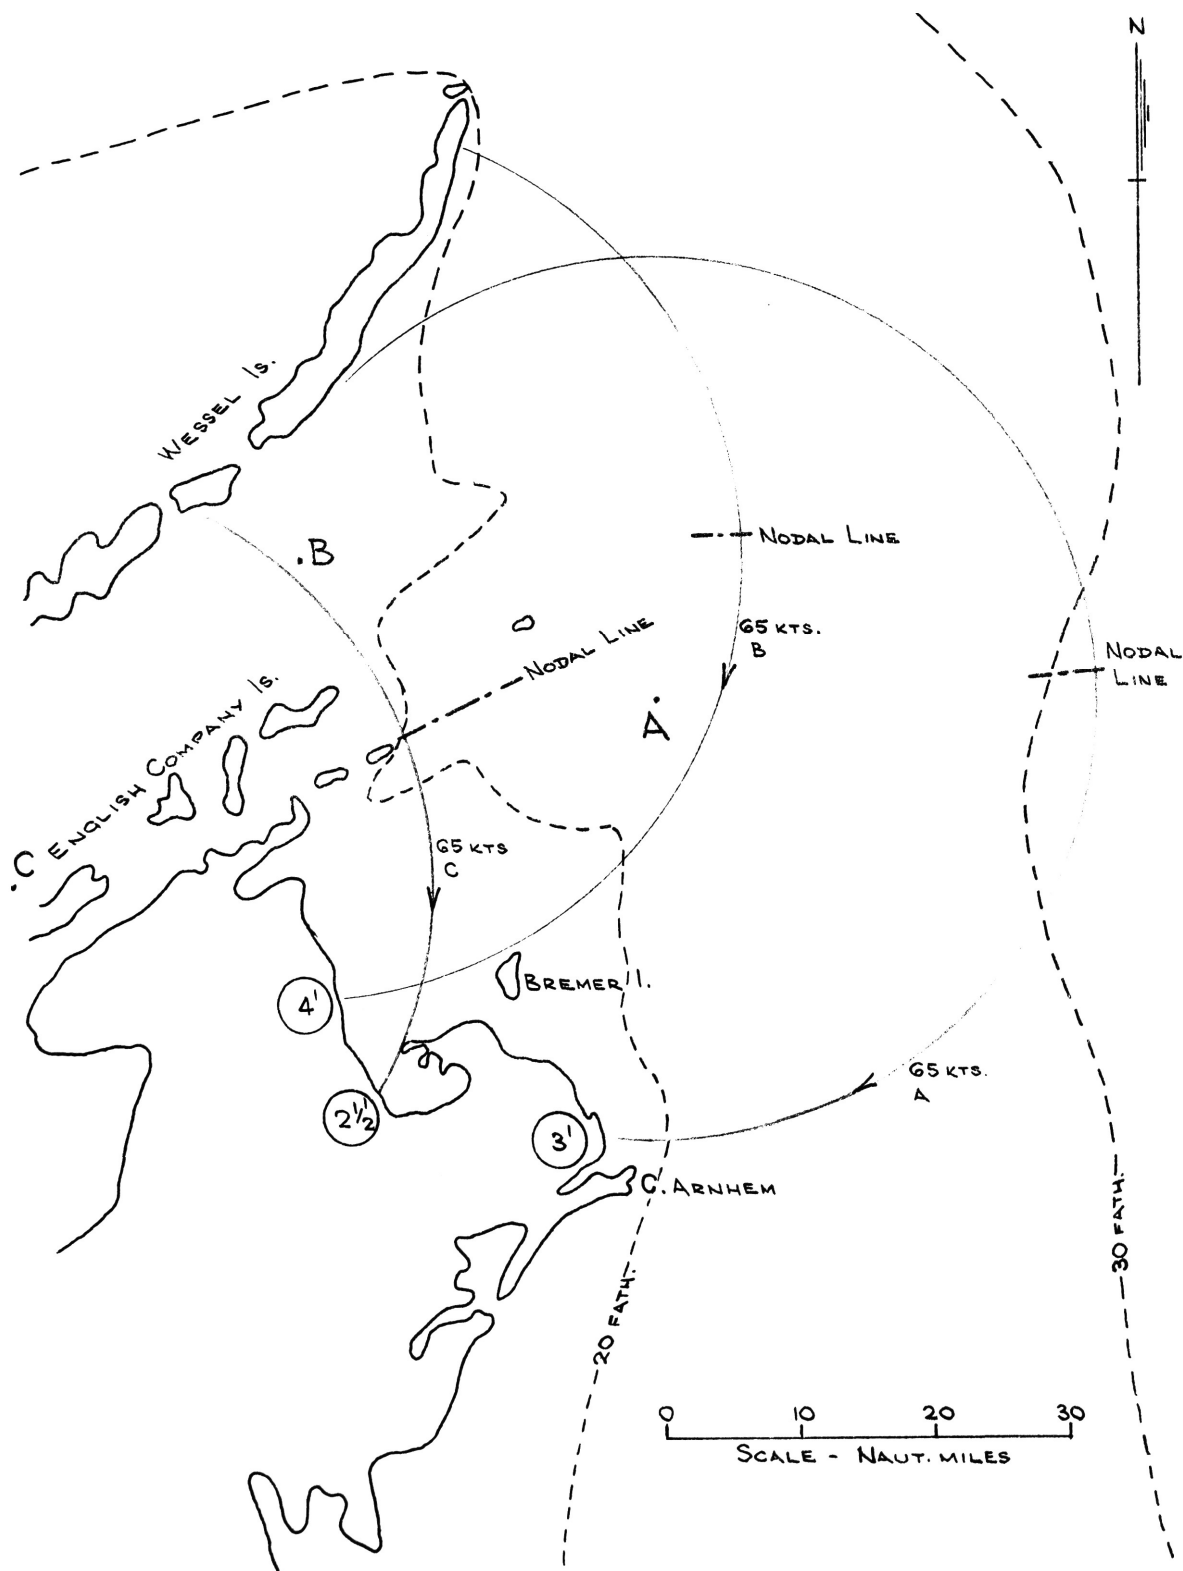 N
WESSEL IS.
.B
NODAL LINE
65 KTS.
B
NODAL LINE
NODAL
LINE
A
ENGLISH COMPANY IS.
.C
65 KTS
C
BREMER I.
4'
65 KTS.
A
2½'
3'
C. ARNHEM
30 FATH.
20 FATH.
0 10 20 30
SCALE - NAUT. MILES